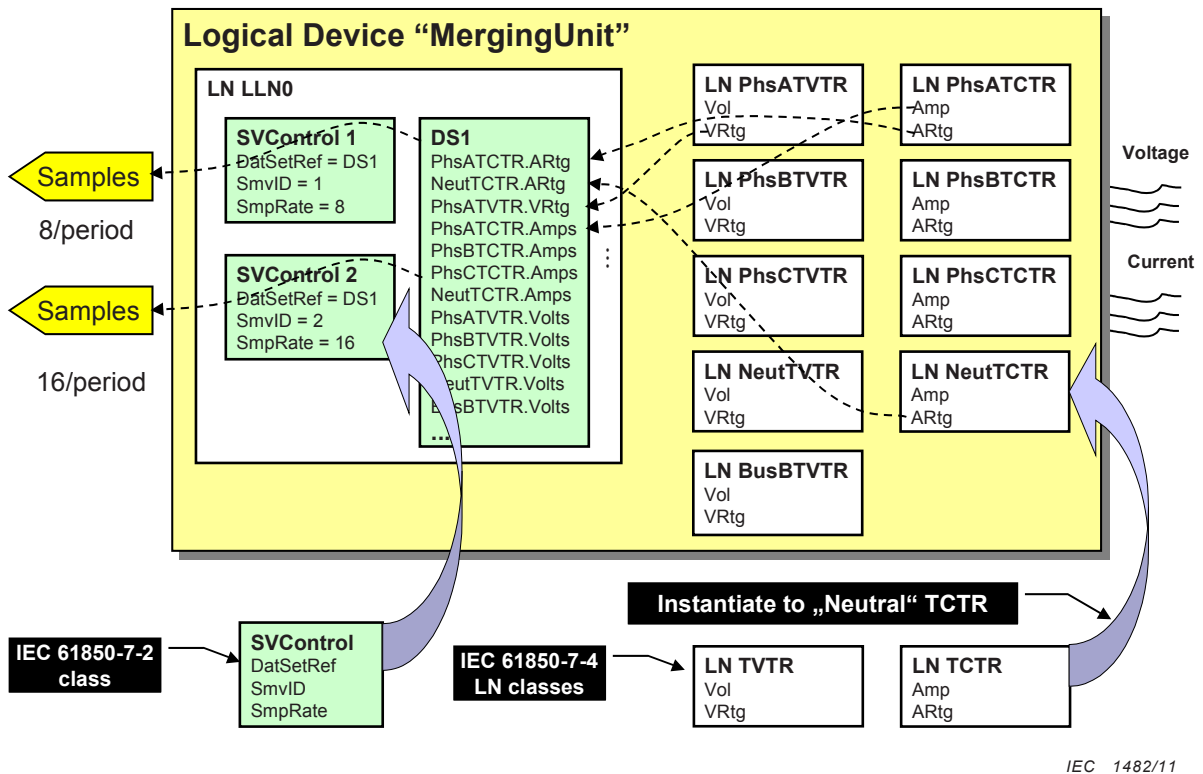 Logical Device “MergingUnit”
LN LLN0
SVControl 1
DatSetRef = DS1
SmvID = 1
SmpRate = 8
SVControl 2
DatSetRef = DS1
SmvID = 2
SmpRate = 16
DS1
PhsATCTR.ARtg
NeutTCTR.ARtg
PhsATVTR.VRtg
PhsATCTR.Amps
PhsBTCTR.Amps
PhsCTCTR.Amps
NeutTCTR.Amps
PhsATVTR.Volts
PhsBTVTR.Volts
PhsCTVTR.Volts
NeutTVTR.Volts
BusBTVTR.Volts
...
Samples
8/period
Samples
16/period
LN PhsATVTR
Vol
VRtg
LN PhsBTVTR
Vol
VRtg
LN PhsCTVTR
Vol
VRtg
LN NeutTVTR
Vol
VRtg
LN BusBTVTR
Vol
VRtg
LN PhsATCTR
Amp
ARtg
LN PhsBTCTR
Amp
ARtg
LN PhsCTCTR
Amp
ARtg
LN NeutTCTR
Amp
ARtg
Voltage
Current
Instantiate to „Neutral“ TCTR
IEC 61850-7-2
class
SVControl
DatSetRef
SmvID
SmpRate
IEC 61850-7-4
LN classes
LN TVTR
Vol
VRtg
LN TCTR
Amp
ARtg
IEC 1482/11